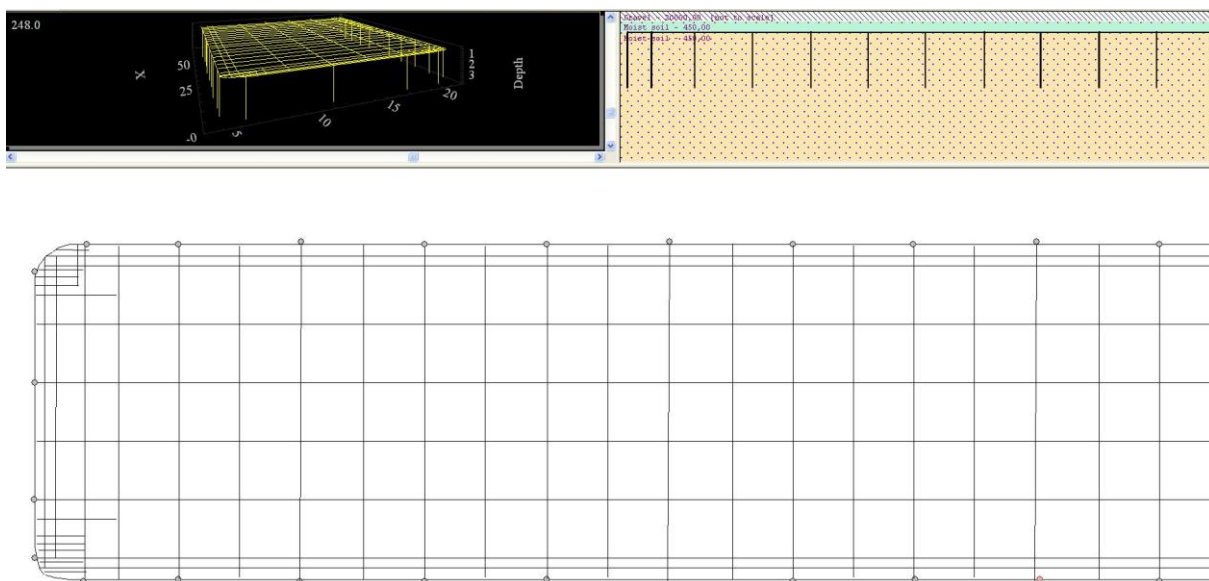 248.0
X
50
25
-0
5
10
15
20
1
2
3
Depth
Gravel - 20000,00 [not to scale]
Moist soil - 450,00
Moist soil - 450,00